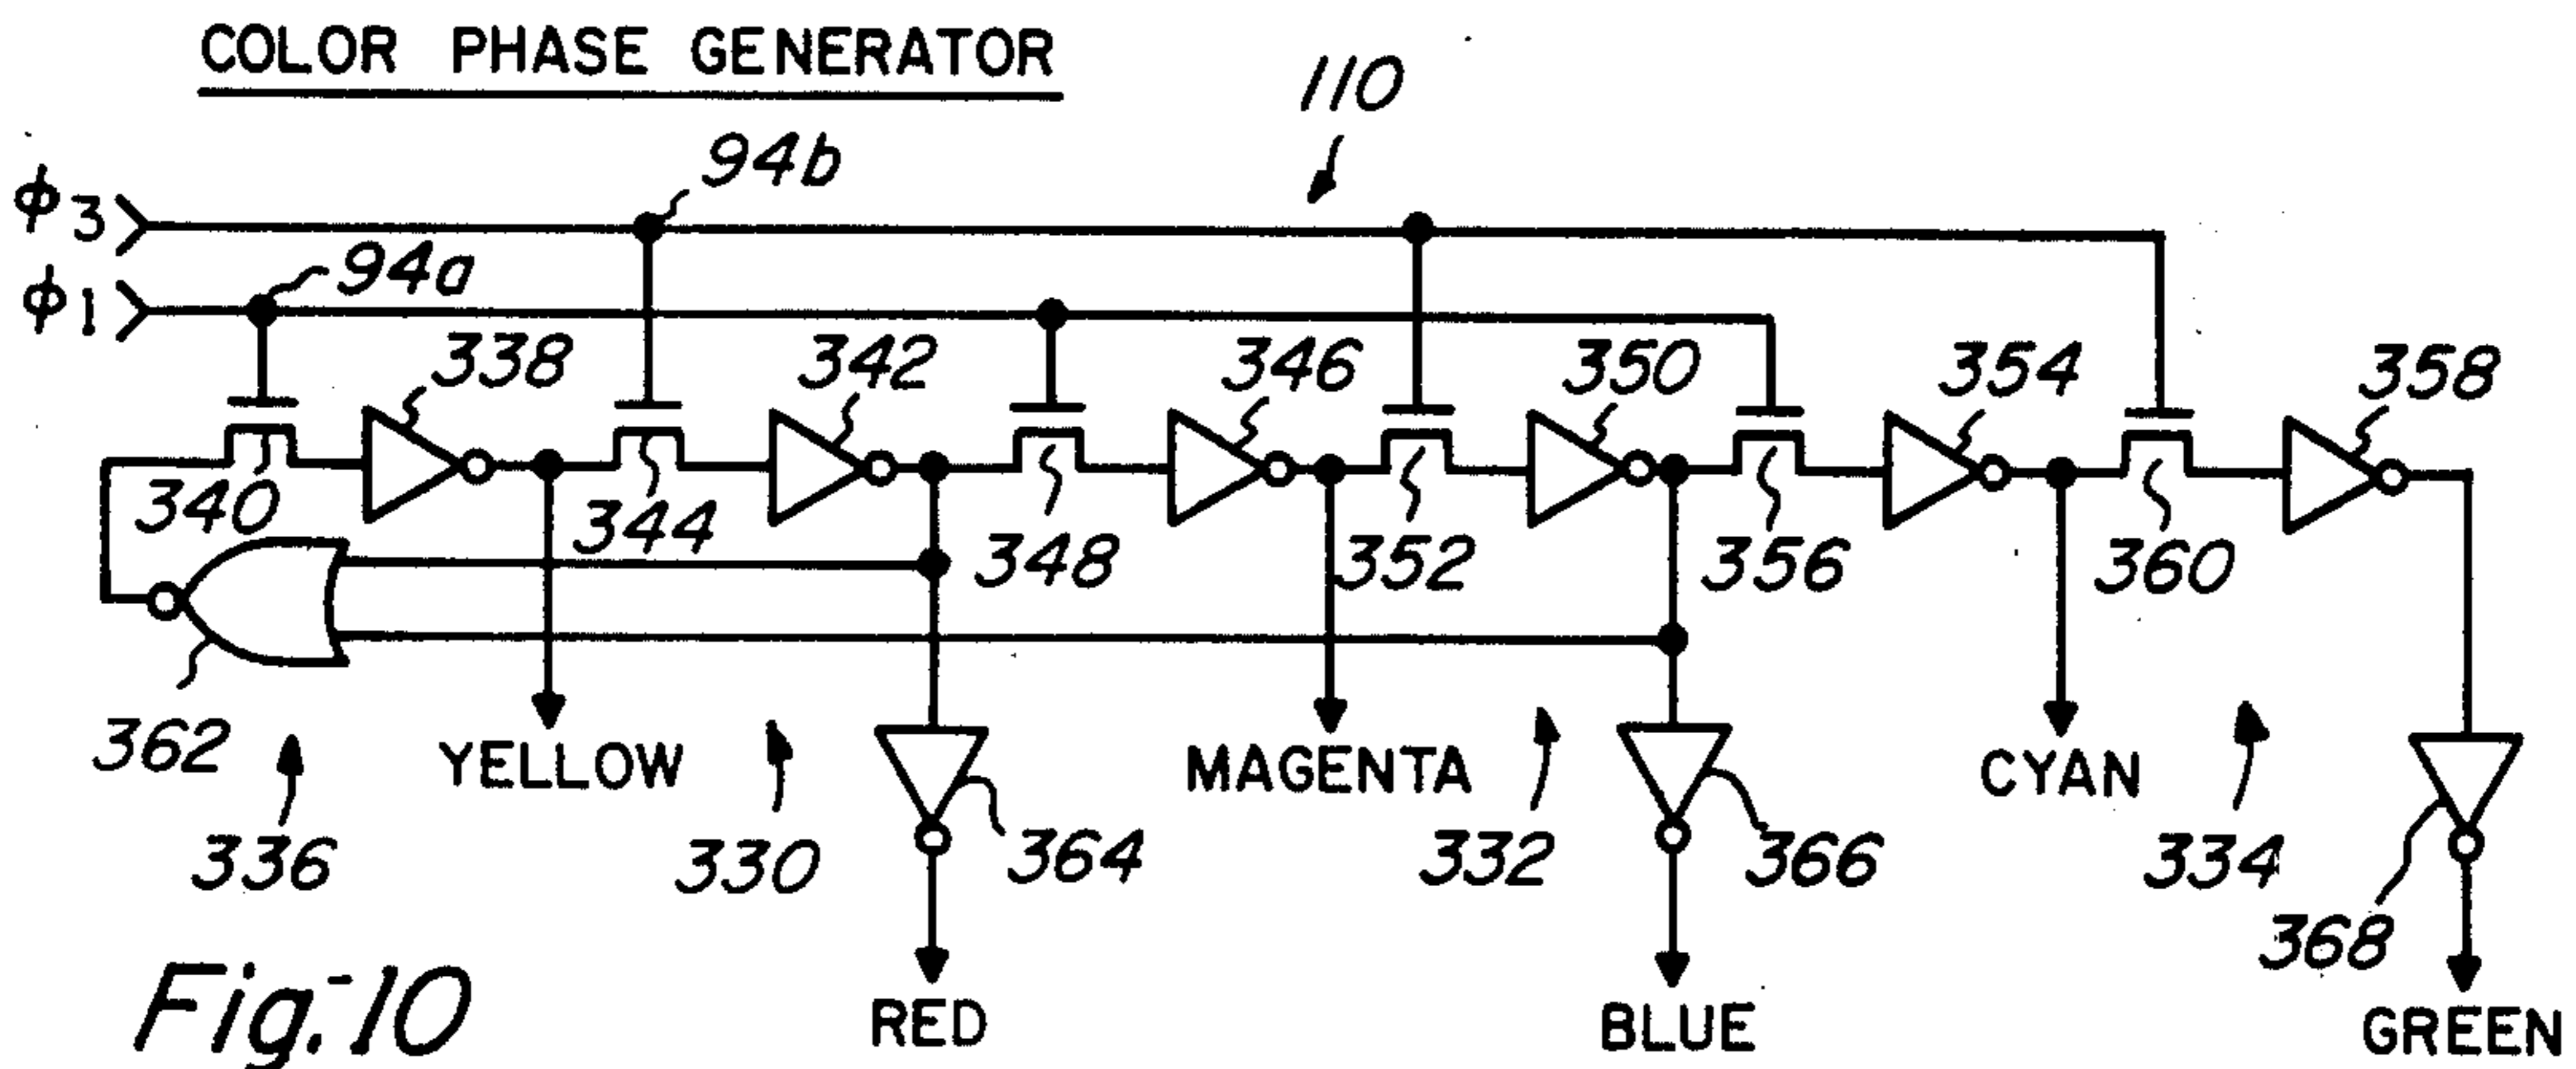 COLOR PHASE GENERATOR
110
94b
ϕ3
94a
ϕ1
338
342
346
350
354
358
340
344
348
352
356
360
362
YELLOW
MAGENTA
CYAN
336
330
364
332
366
334
368
RED
BLUE
GREEN
Fig.-10